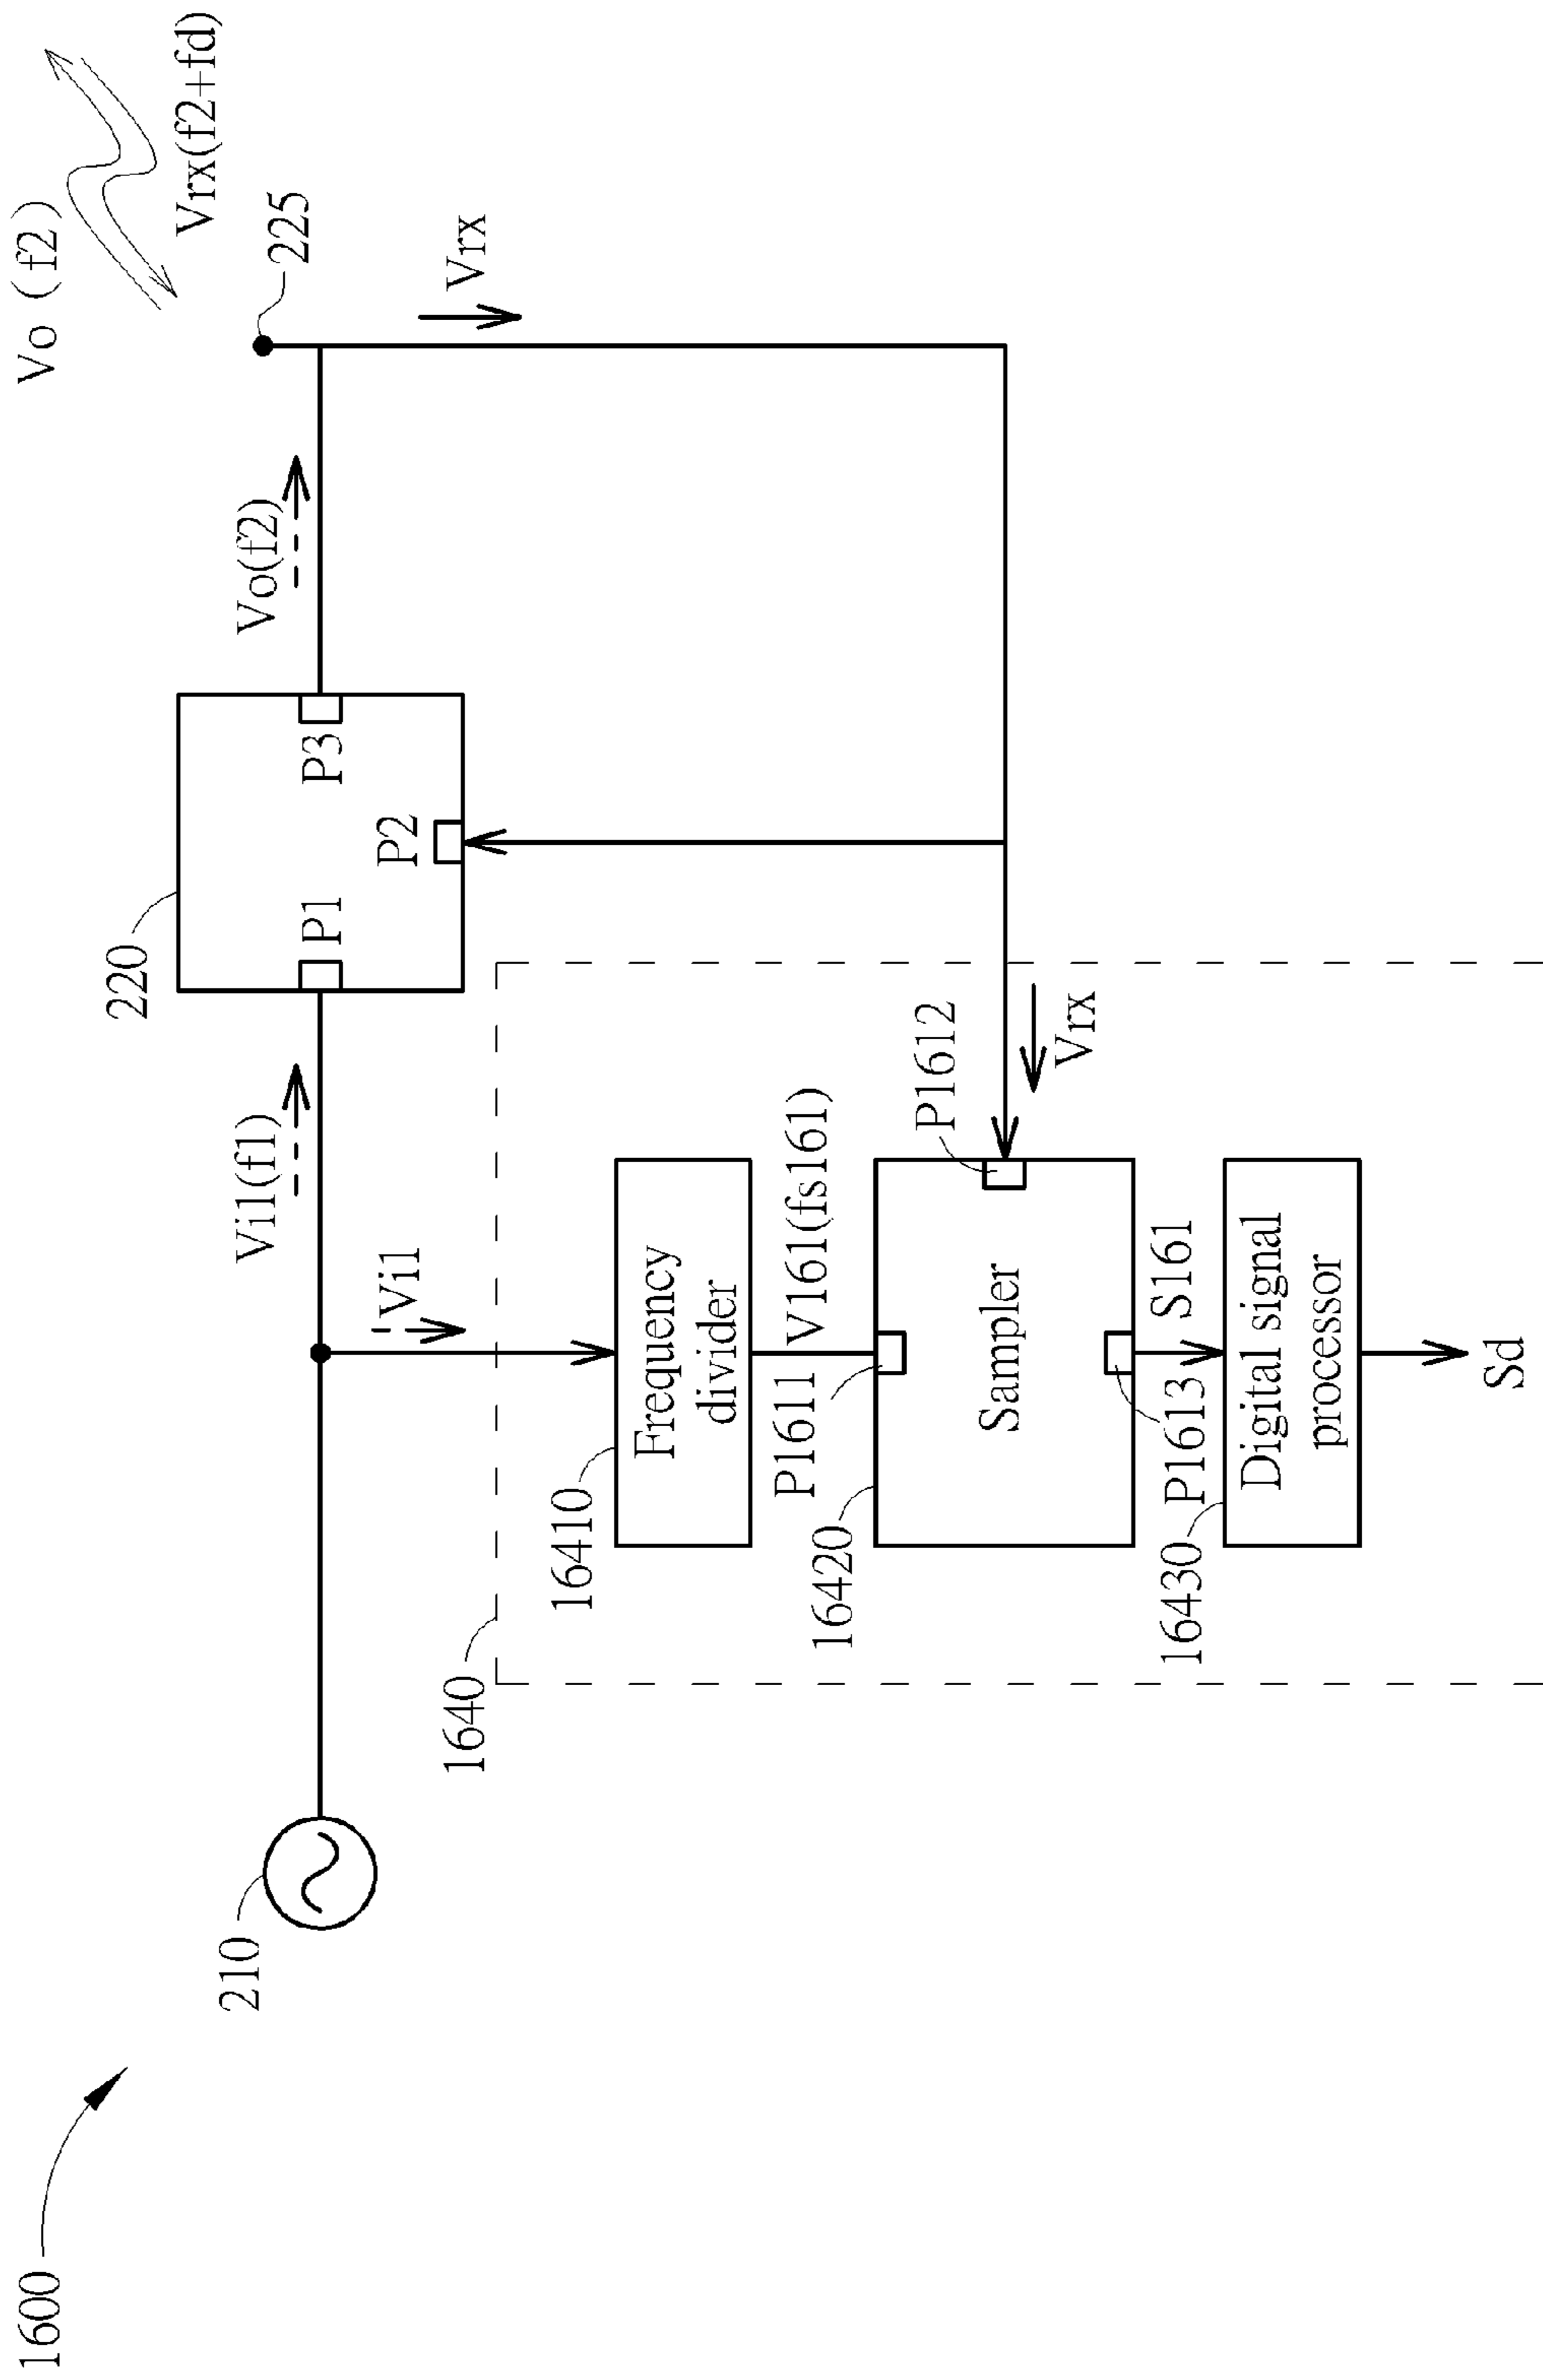 1600
Vo (f2)
Vrx(f2+fd)
225
Vrx
220
P1
P2
P3
Vo(f2)
Vi1(f1)
Vi1
210
1640
16410
Frequency
divider
P1611
V161(fs161)
16420
Sampler
P1612
Vrx
P1613
S161
16430
Digital signal
processor
Sd